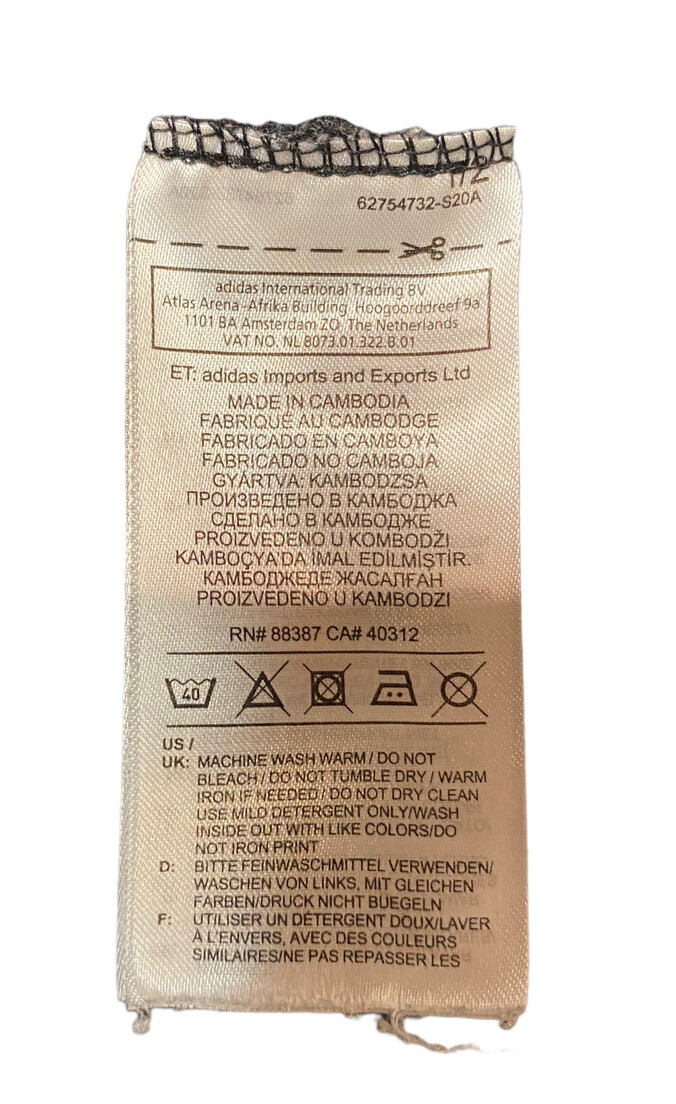 1/2
62754732-S20A
adidas International Trading BV
Atlas Arena -Afrika Building, Hoogoorddreef 9a
1101 BA Amsterdam ZO, The Netherlands
VAT NO. NL 8073.01.322.B.01
ET: adidas Imports and Exports Ltd
MADE IN CAMBODIA
FABRIQUÉ AU CAMBODGE
FABRICADO EN CAMBOYA
FABRICADO NO CAMBOJA
GYÁRTVA: KAMBODZSA
ПРОИЗВЕДЕНО В КАМБОДЖА
СДЕЛАНО В КАМБОДЖЕ
PROIZVEDENO U KOMBODŽI
KAMBOÇYA'DA İMAL EDİLMİŞTİR.
КАМБОДЖЕДЕ ЖАСАЛҒАН
PROIZVEDENO U KAMBODZI
RN# 88387 CA# 40312
40
US /
UK: MACHINE WASH WARM / DO NOT
BLEACH / DO NOT TUMBLE DRY / WARM
IRON IF NEEDED / DO NOT DRY CLEAN
USE MILD DETERGENT ONLY/WASH
INSIDE OUT WITH LIKE COLORS/DO
NOT IRON PRINT
D: BITTE FEINWASCHMITTEL VERWENDEN/
WASCHEN VON LINKS, MIT GLEICHEN
FARBEN/DRUCK NICHT BUEGELN
F: UTILISER UN DÉTERGENT DOUX/LAVER
À L'ENVERS, AVEC DES COULEURS
SIMILAIRES/NE PAS REPASSER LES